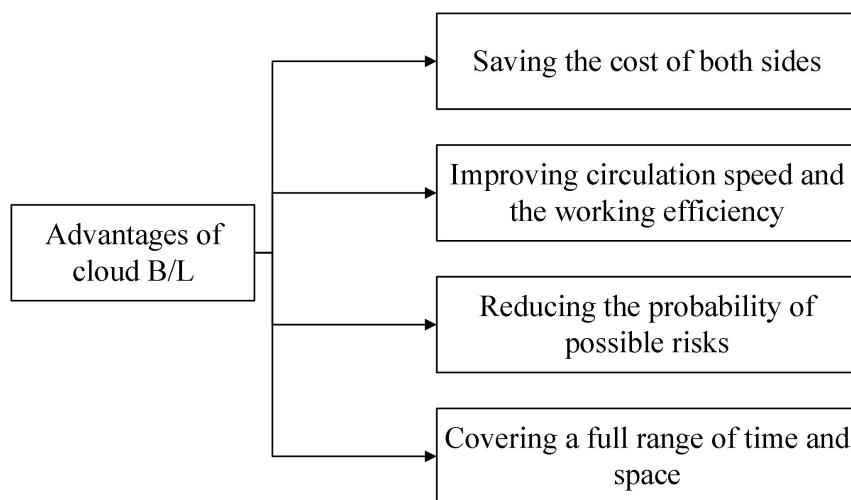 Saving the cost of both sides
Improving circulation speed and
the working efficiency
Advantages of
cloud B/L
Reducing the probability of
possible risks
Covering a full range of time and
space